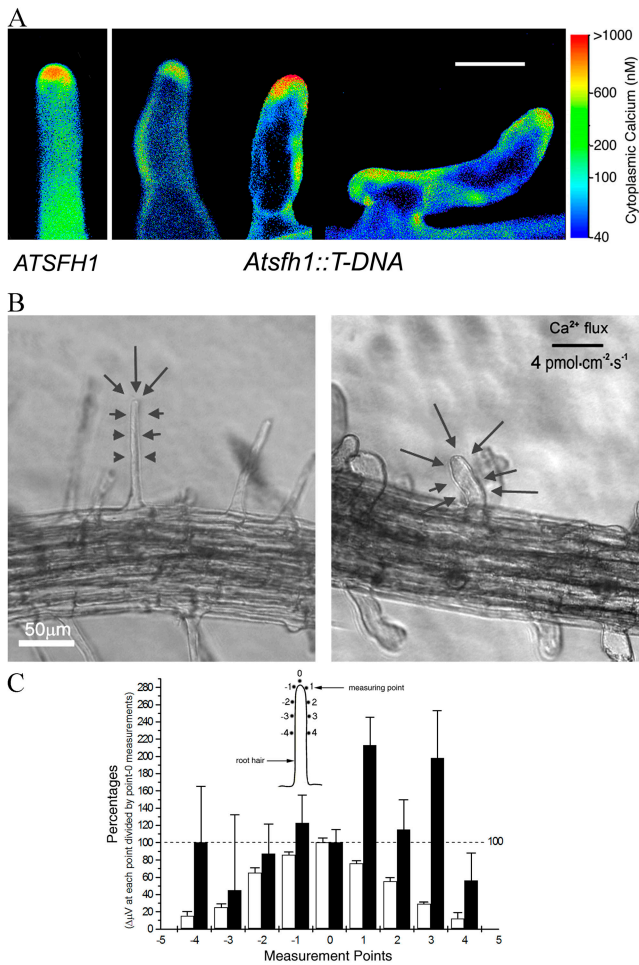 A
>1000
600
200
100
40
Cytoplasmic Calcium (nM)
ATSFH1
Atsfh1::T-DNA
B
Ca²⁺ flux
4 pmol·cm⁻²·s⁻¹
50μm
C
Percentages
(ΔμV at each point divided by point-0 measurements)
280
260
240
220
200
180
160
140
120
100
80
60
40
20
0
0
-1 1 measuring point
-2 2
-3 3
-4 4
root hair
100
-5 -4 -3 -2 -1 0 1 2 3 4 5
Measurement Points